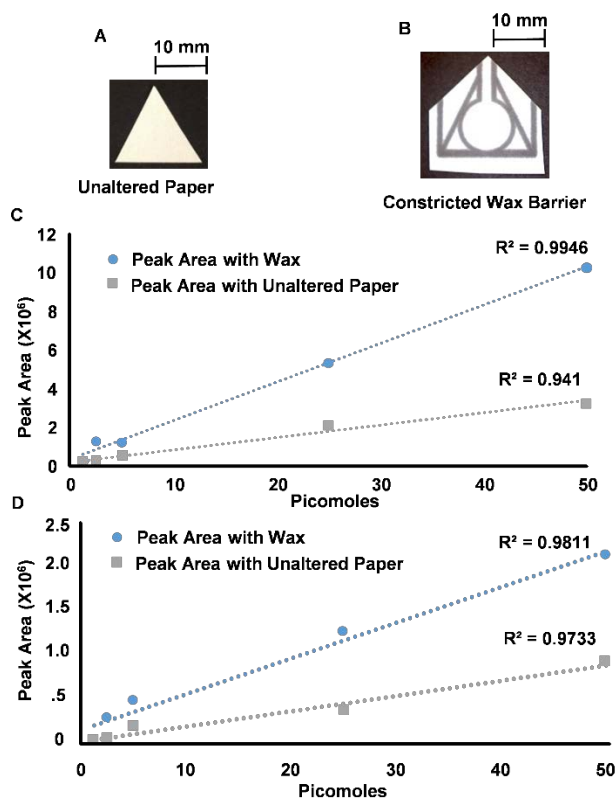 A
10 mm
Unaltered Paper
B
10 mm
Constricted Wax Barrier
C
12
10
8
6
4
2
0
Peak Area (X10⁶)
Peak Area with Wax
Peak Area with Unaltered Paper
R² = 0.9946
R² = 0.941
0 10 20 30 40 50
Picomoles
D
2.5
2.0
1.5
1.0
.5
0
Peak Area (X10⁶)
Peak Area with Wax
Peak Area with Unaltered Paper
R² = 0.9811
R² = 0.9733
0 10 20 30 40 50
Picomoles